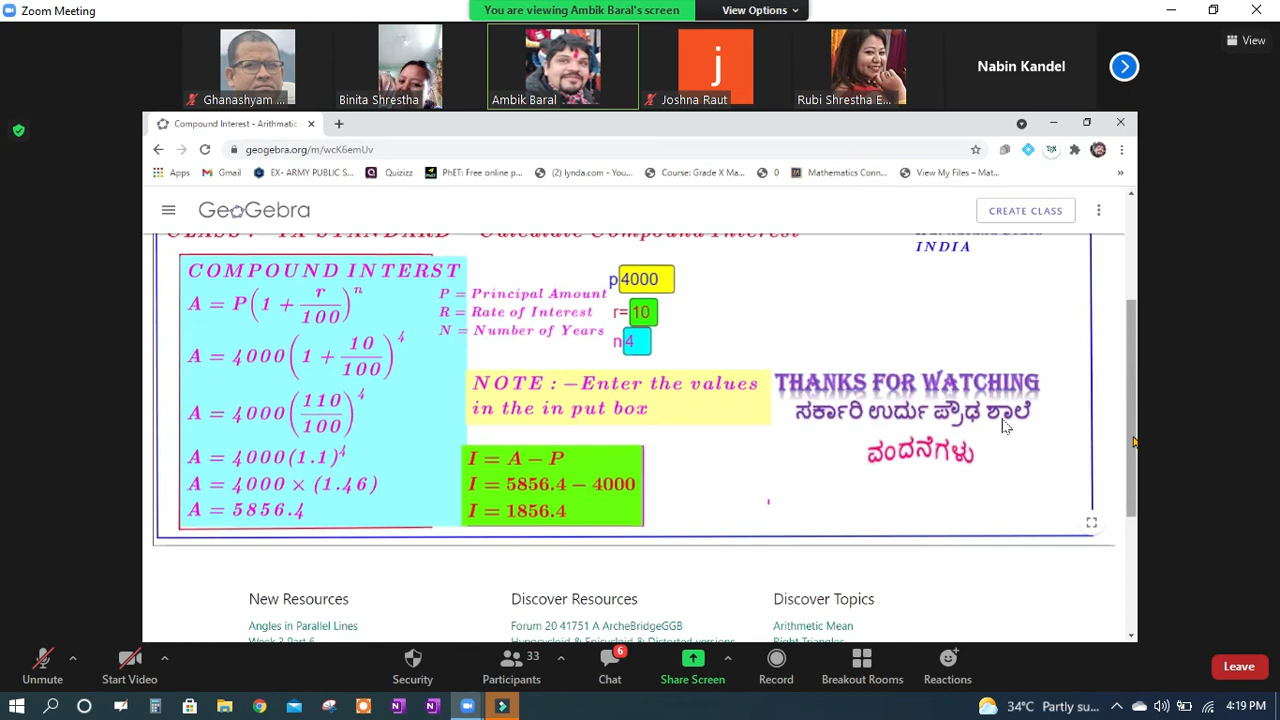 Zoom Meeting
You are viewing Ambik Baral's screen
View Options
View
Ghanashyam ...
Binita Shrestha
Ambik Baral
j
Joshna Raut
Rubi Shrestha E...
Nabin Kandel
Compound Interest - Arithmatic
geogebra.org/m/wcK6emUv
Apps
Gmail
EX- ARMY PUBLIC S...
Quizizz
PhET: Free online p...
(2) lynda.com - You...
Course: Grade X Ma...
0
Mathematics Conn...
View My Files – Mat...
»
GeoGebra
CREATE CLASS
INDIA
COMPOUND INTERST
A = P(1 + r/100)^n
A = 4000(1 + 10/100)^4
A = 4000(110/100)^4
A = 4000(1.1)^4
A = 4000 × (1.46)
A = 5856.4
P = Principal Amount
R = Rate of Interest
N = Number of Years
p 4000
r= 10
n 4
NOTE : –Enter the values
in the in put box
I = A – P
I = 5856.4 – 4000
I = 1856.4
THANKS FOR WATCHING
ಸರ್ಕಾರಿ ಉರ್ದು ಪ್ರೌಢ ಶಾಲೆ
ವಂದನೆಗಳು
New Resources
Angles in Parallel Lines
Discover Resources
Forum 20 41751 A ArcheBridgeGGB
Discover Topics
Arithmetic Mean
Unmute
Start Video
Security
33
Participants
6
Chat
Share Screen
Record
Breakout Rooms
Reactions
Leave
34°C Partly su...
4:19 PM